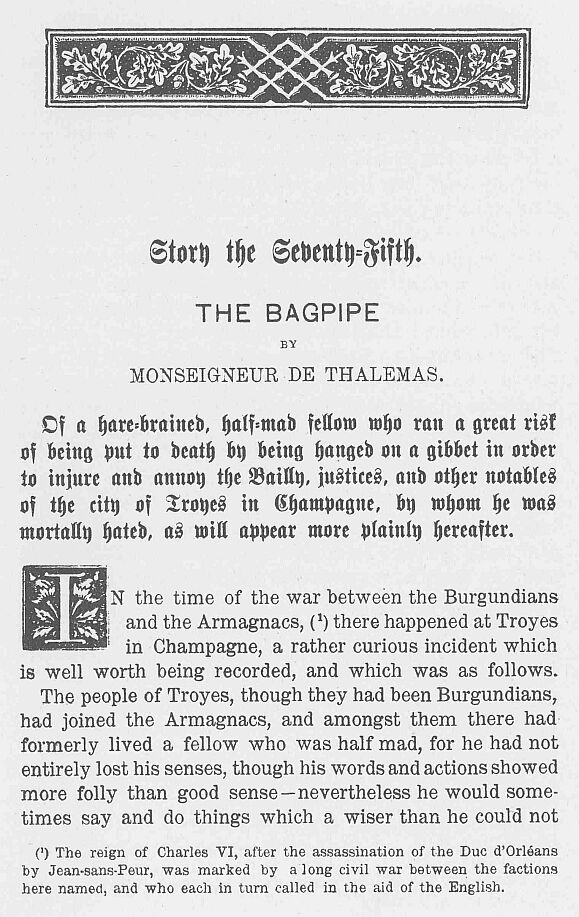 Story the Seventy-Fifth.
THE BAGPIPE
BY
MONSEIGNEUR DE THALEMAS.
Of a hare-brained, half-mad fellow who ran a great risk
of being put to death by being hanged on a gibbet in order
to injure and annoy the Bailly, justices, and other notables
of the city of Troyes in Champagne, by whom he was
mortally hated, as will appear more plainly hereafter.
IN the time of the war between the Burgundians
and the Armagnacs, (¹) there happened at Troyes
in Champagne, a rather curious incident which
is well worth being recorded, and which was as follows.
The people of Troyes, though they had been Burgundians,
had joined the Armagnacs, and amongst them there had
formerly lived a fellow who was half mad, for he had not
entirely lost his senses, though his words and actions showed
more folly than good sense—nevertheless he would some-
times say and do things which a wiser than he could not
(¹) The reign of Charles VI, after the assassination of the Duc d'Orléans
by Jean-sans-Peur, was marked by a long civil war between the factions
here named, and who each in turn called in the aid of the English.